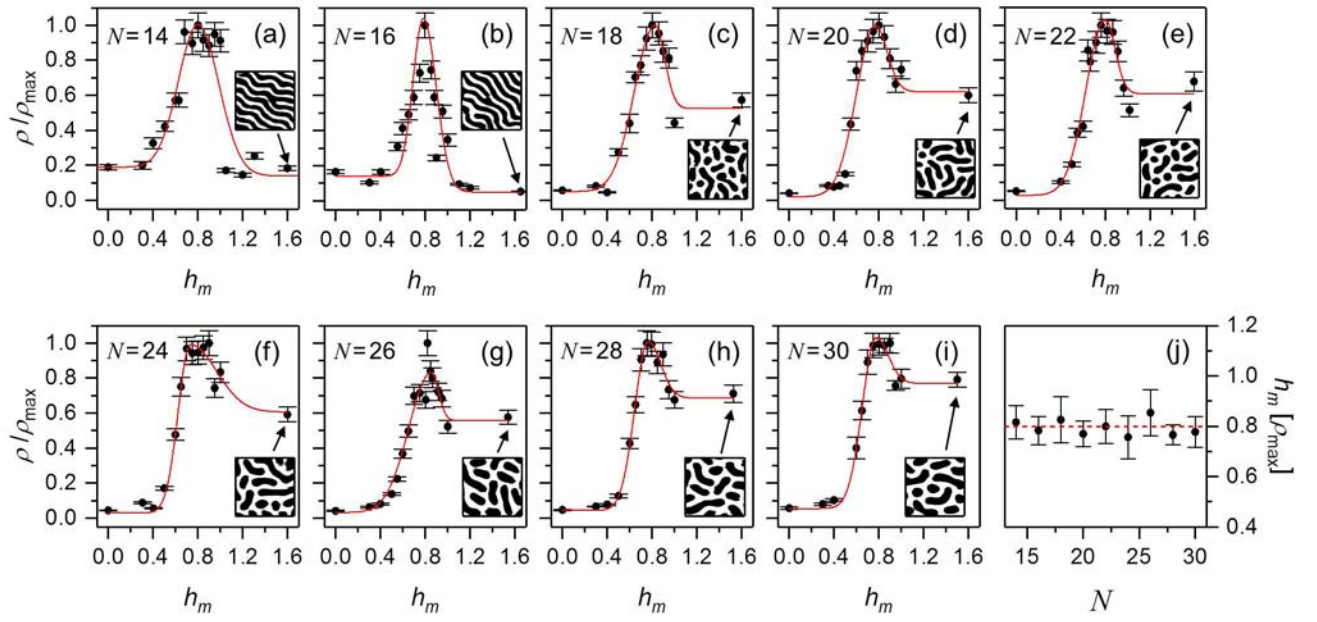 ρ/ρmax
1.0
0.8
0.6
0.4
0.2
0.0
N=14
(a)
N=16
(b)
N=18
(c)
N=20
(d)
N=22
(e)
0.0 0.4 0.8 1.2 1.6
0.0 0.4 0.8 1.2 1.6
0.0 0.4 0.8 1.2 1.6
0.0 0.4 0.8 1.2 1.6
0.0 0.4 0.8 1.2 1.6
hm
hm
hm
hm
hm
ρ/ρmax
1.0
0.8
0.6
0.4
0.2
0.0
N=24
(f)
N=26
(g)
N=28
(h)
N=30
(i)
(j)
1.2
1.0
0.8
0.6
0.4
hm [ρmax]
0.0 0.4 0.8 1.2 1.6
0.0 0.4 0.8 1.2 1.6
0.0 0.4 0.8 1.2 1.6
0.0 0.4 0.8 1.2 1.6
15 20 25 30
hm
hm
hm
hm
N